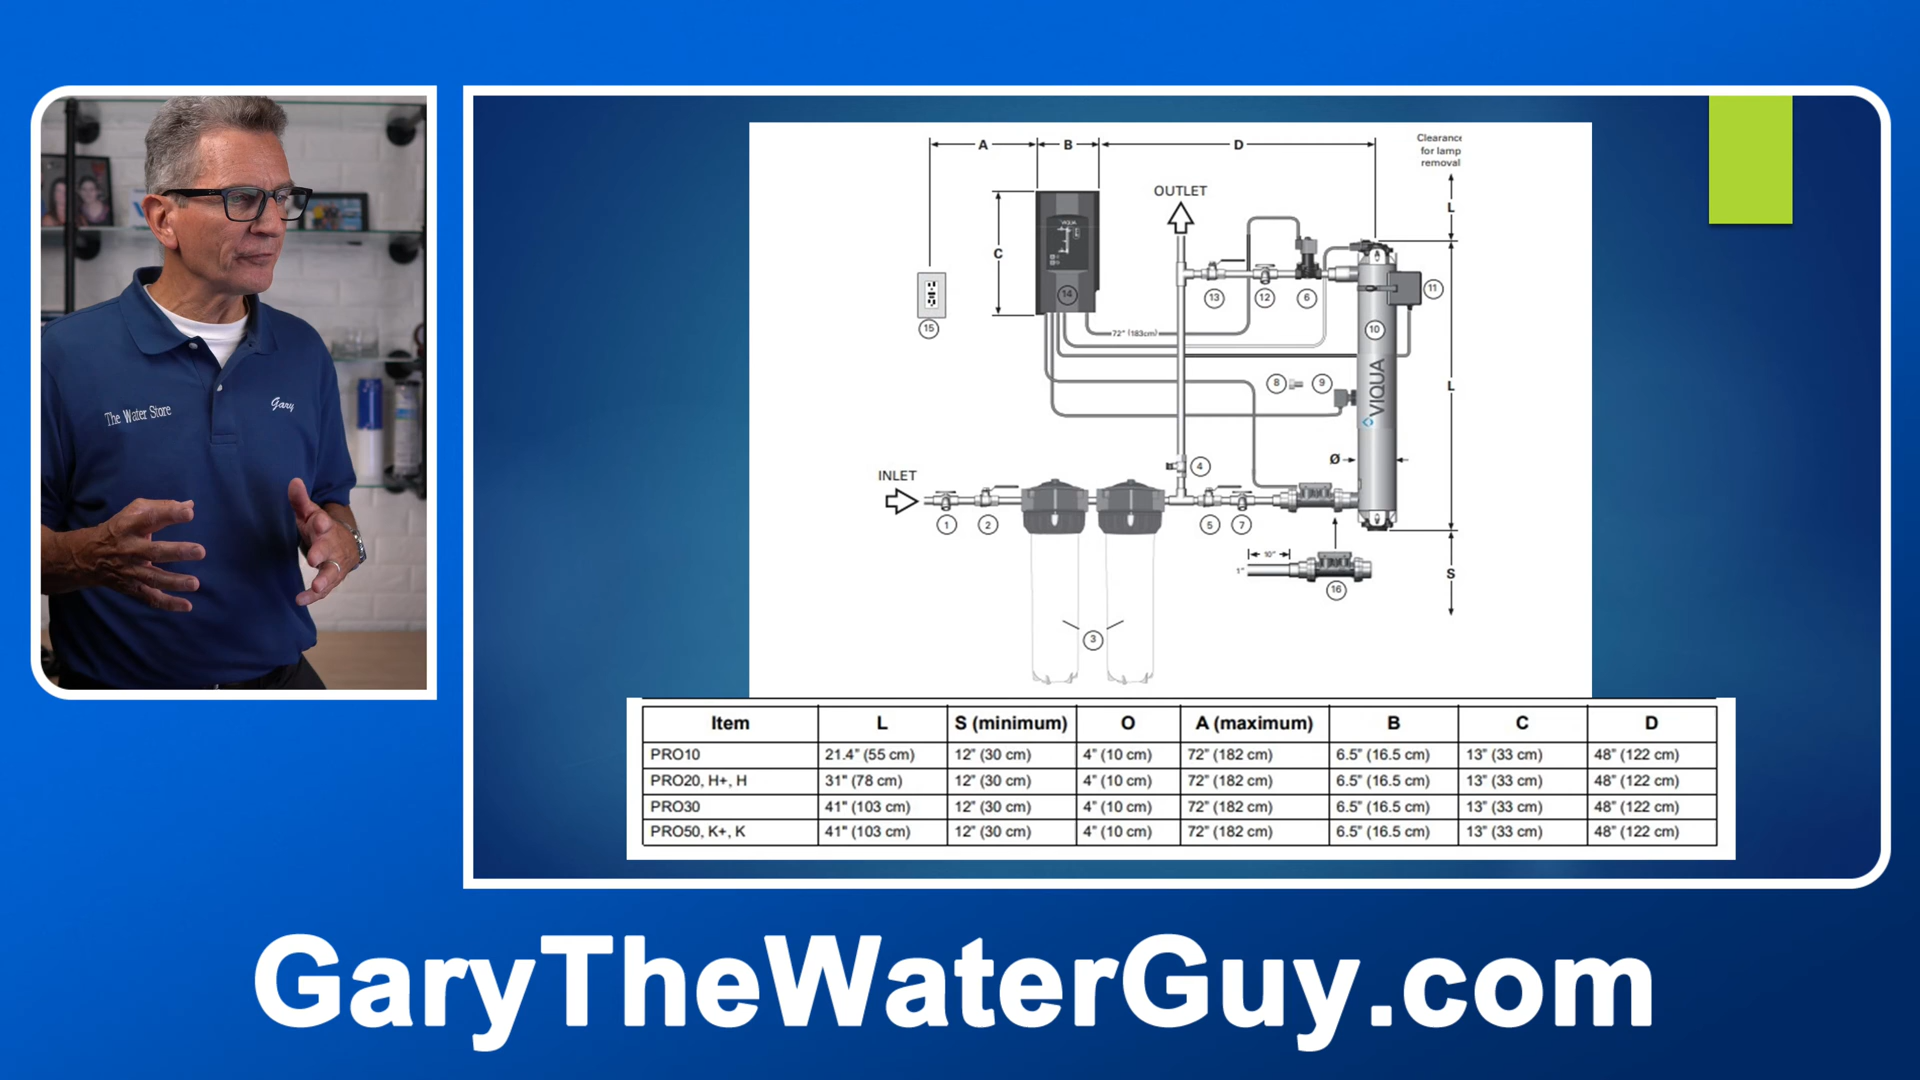 The Water Store
Gary
A
B
D
Clearance
for lamp
removal
OUTLET
L
C
VIQUA
14
15
13
12
6
11
10
72" (183cm)
8
9
VIQUA
L
Ø
4
INLET
1
2
5
7
10"
1"
16
S
3
Item L S (minimum) O A (maximum) B C D
PRO10 21.4" (55 cm) 12" (30 cm) 4" (10 cm) 72" (182 cm) 6.5" (16.5 cm) 13" (33 cm) 48" (122 cm)
PRO20, H+, H 31" (78 cm) 12" (30 cm) 4" (10 cm) 72" (182 cm) 6.5" (16.5 cm) 13" (33 cm) 48" (122 cm)
PRO30 41" (103 cm) 12" (30 cm) 4" (10 cm) 72" (182 cm) 6.5" (16.5 cm) 13" (33 cm) 48" (122 cm)
PRO50, K+, K 41" (103 cm) 12" (30 cm) 4" (10 cm) 72" (182 cm) 6.5" (16.5 cm) 13" (33 cm) 48" (122 cm)
GaryTheWaterGuy.com